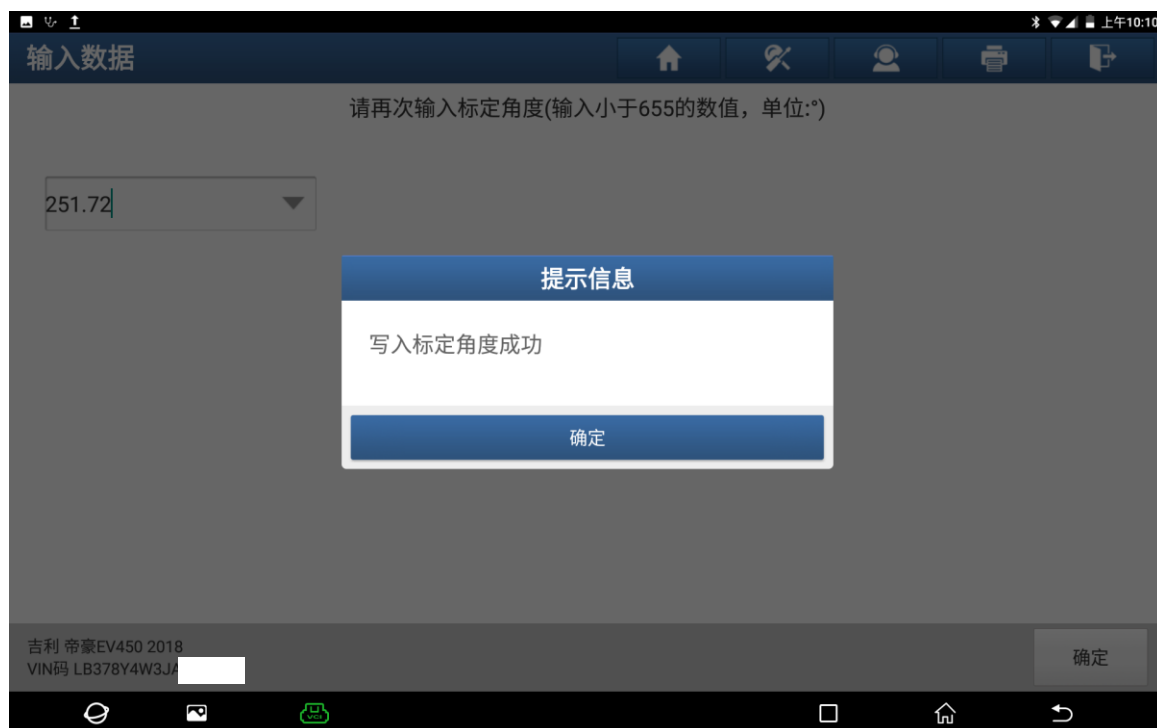 上午10:10
输入数据
请再次输入标定角度(输入小于655的数值，单位:°)
251.72
提示信息
写入标定角度成功
确定
吉利 帝豪EV450 2018
VIN码 LB378Y4W3JA
确定
VCI